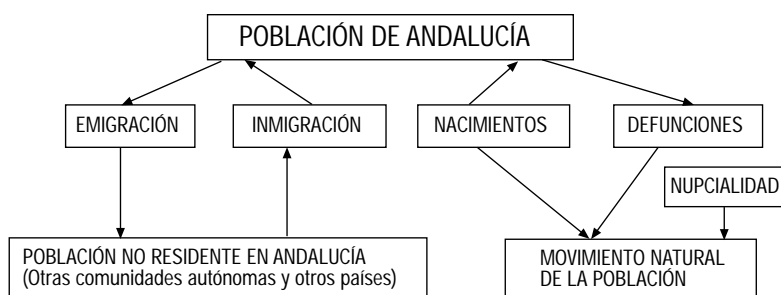 POBLACIÓN DE ANDALUCÍA
EMIGRACIÓN
INMIGRACIÓN
NACIMIENTOS
DEFUNCIONES
NUPCIALIDAD
POBLACIÓN NO RESIDENTE EN ANDALUCÍA
(Otras comunidades autónomas y otros países)
MOVIMIENTO NATURAL
DE LA POBLACIÓN